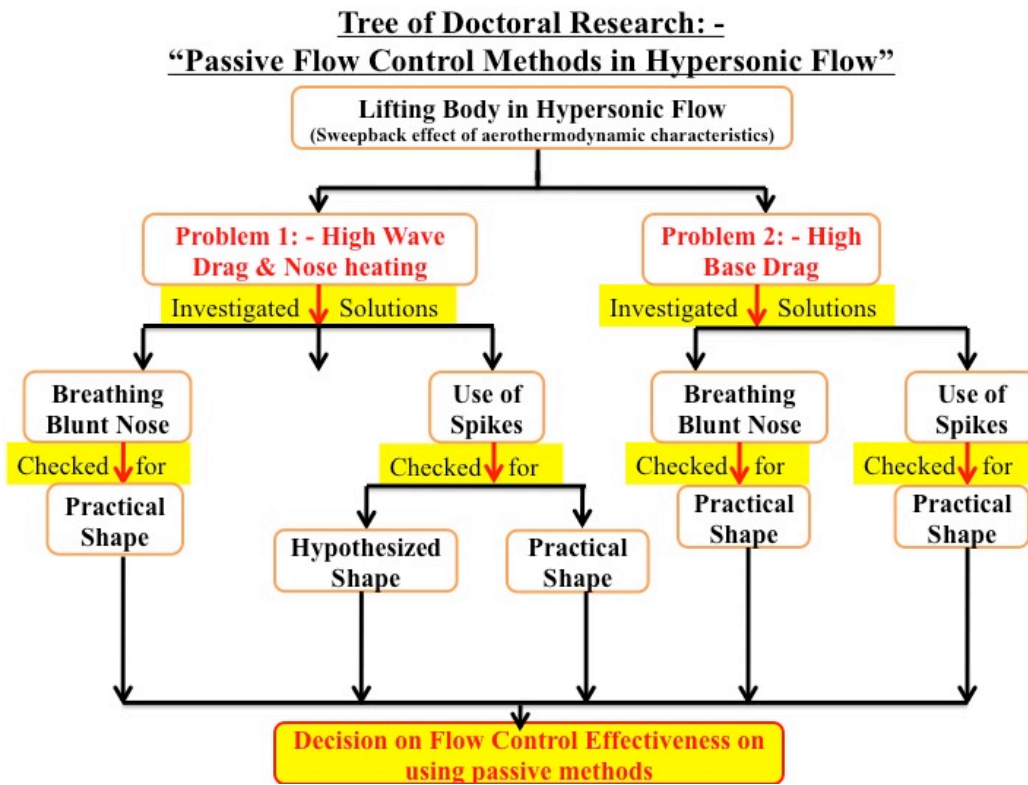 Tree of Doctoral Research: -
“Passive Flow Control Methods in Hypersonic Flow”
Lifting Body in Hypersonic Flow
(Sweepback effect of aerothermodynamic characteristics)
Problem 1: - High Wave
Drag & Nose heating
Problem 2: - High
Base Drag
Investigated Solutions
Investigated Solutions
Breathing
Blunt Nose
Use of
Spikes
Breathing
Blunt Nose
Use of
Spikes
Checked for
Checked for
Checked for
Checked for
Practical
Shape
Hypothesized
Shape
Practical
Shape
Practical
Shape
Practical
Shape
Decision on Flow Control Effectiveness on
using passive methods